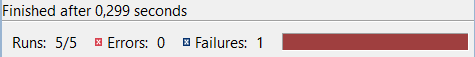 Finished after 0,299 seconds
Runs: 5/5 Errors: 0 Failures: 1